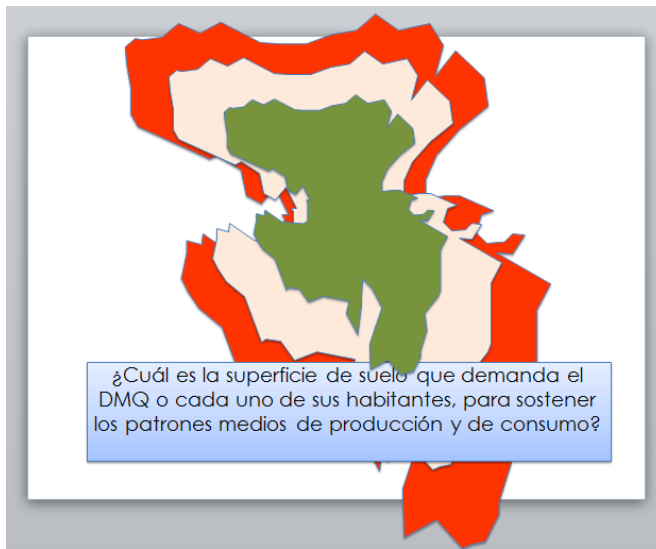 ¿Cuál es la superficie de suelo que demanda el
DMQ o cada uno de sus habitantes, para sostener
los patrones medios de producción y de consumo?